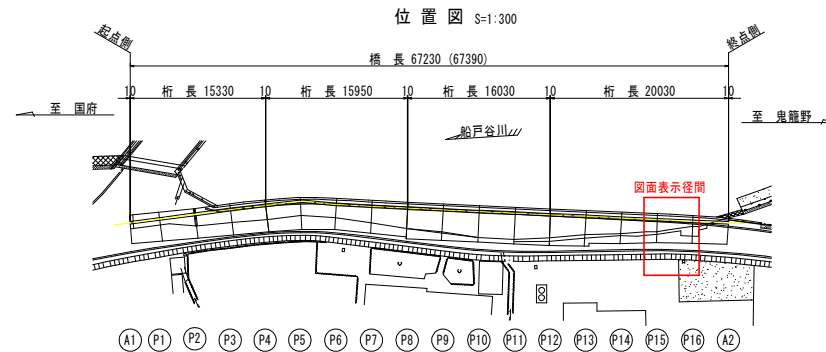 位 置 図 S=1:300
起点側
終点側
橋 長 67230 (67390)
10 桁 長 15330 10 桁 長 15950 10 桁 長 16030 10 桁 長 20030 10
至 国府
船戸谷川
至 鬼籠野
図面表示径間
A1 P1 P2 P3 P4 P5 P6 P7 P8 P9 P10 P11 P12 P13 P14 P15 P16 A2